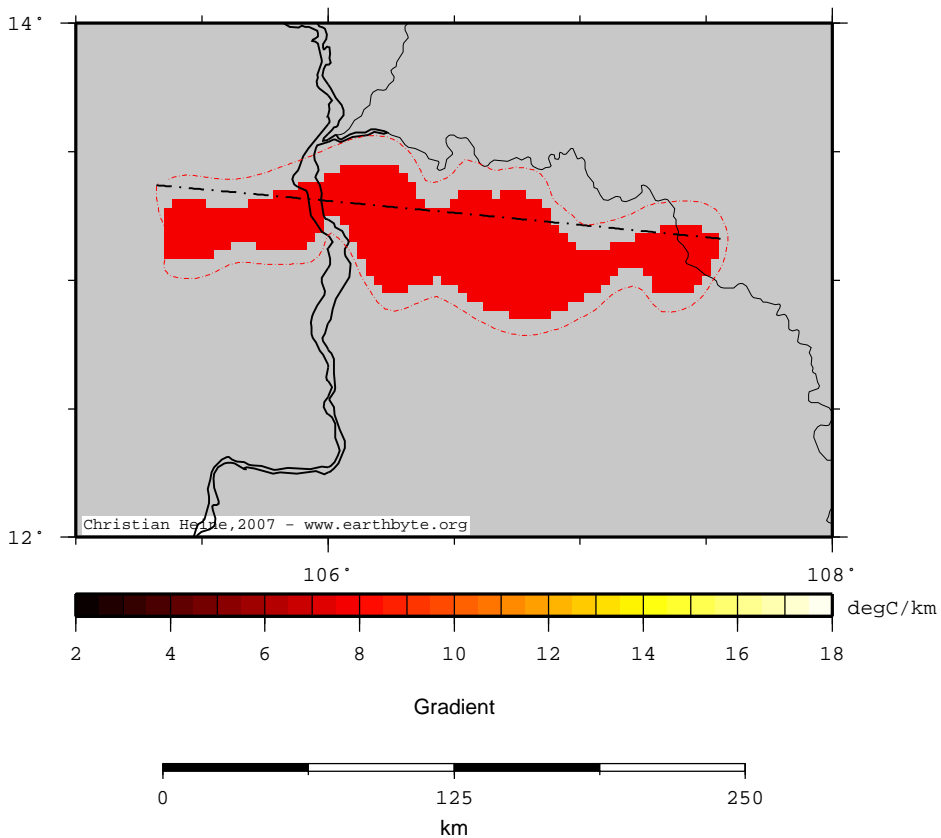 14°
12°
Christian Heine,2007 - www.earthbyte.org
106° 108°
degC/km
2 4 6 8 10 12 14 16 18
Gradient
0 125 250
km